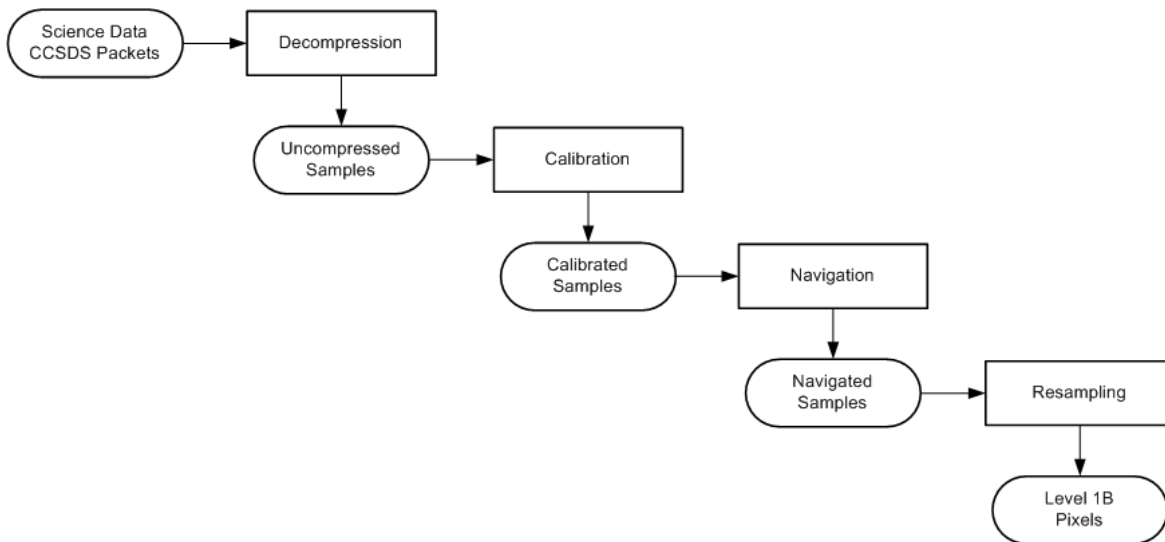 Science Data
CCSDS Packets
Decompression
Uncompressed
Samples
Calibration
Calibrated
Samples
Navigation
Navigated
Samples
Resampling
Level 1B
Pixels